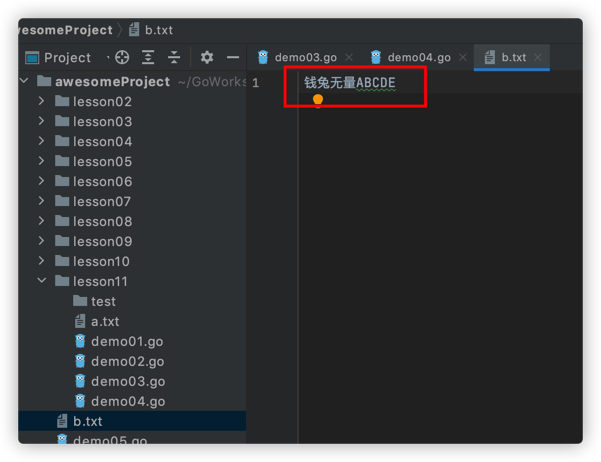 wesomeProject 〉 b.txt
Project
demo03.go
demo04.go
b.txt
awesomeProject ~/GoWorks
1
钱兔无量ABCDE
lesson02
lesson03
lesson04
lesson05
lesson06
lesson07
lesson08
lesson09
lesson10
lesson11
test
a.txt
demo01.go
demo02.go
demo03.go
demo04.go
b.txt
demo05.go